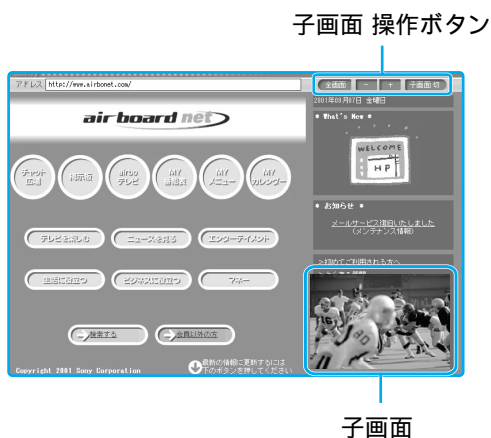 子画面 操作ボタン
アドレス http://www.airbonet.com/
全画面 - + 子画面 切
2001年09月07日 金曜日
airboard net
* What's New *
WELCOME
HP
チャット広場
掲示板
airbo テレビ
MY 番組表
MY メニュー
MY カレンダー
* お知らせ *
メールサービス復旧いたしました
(メンテナンス情報)
テレビを楽しむ
ニュースを見る
エンターテイメント
>初めてご利用される方へ
生活に役立つ
ビジネスに役立つ
マネー
検索する
会員以外の方
最新の情報に更新するには
下のボタンを押してください
Copyright 2001 Sony Corporation
子画面